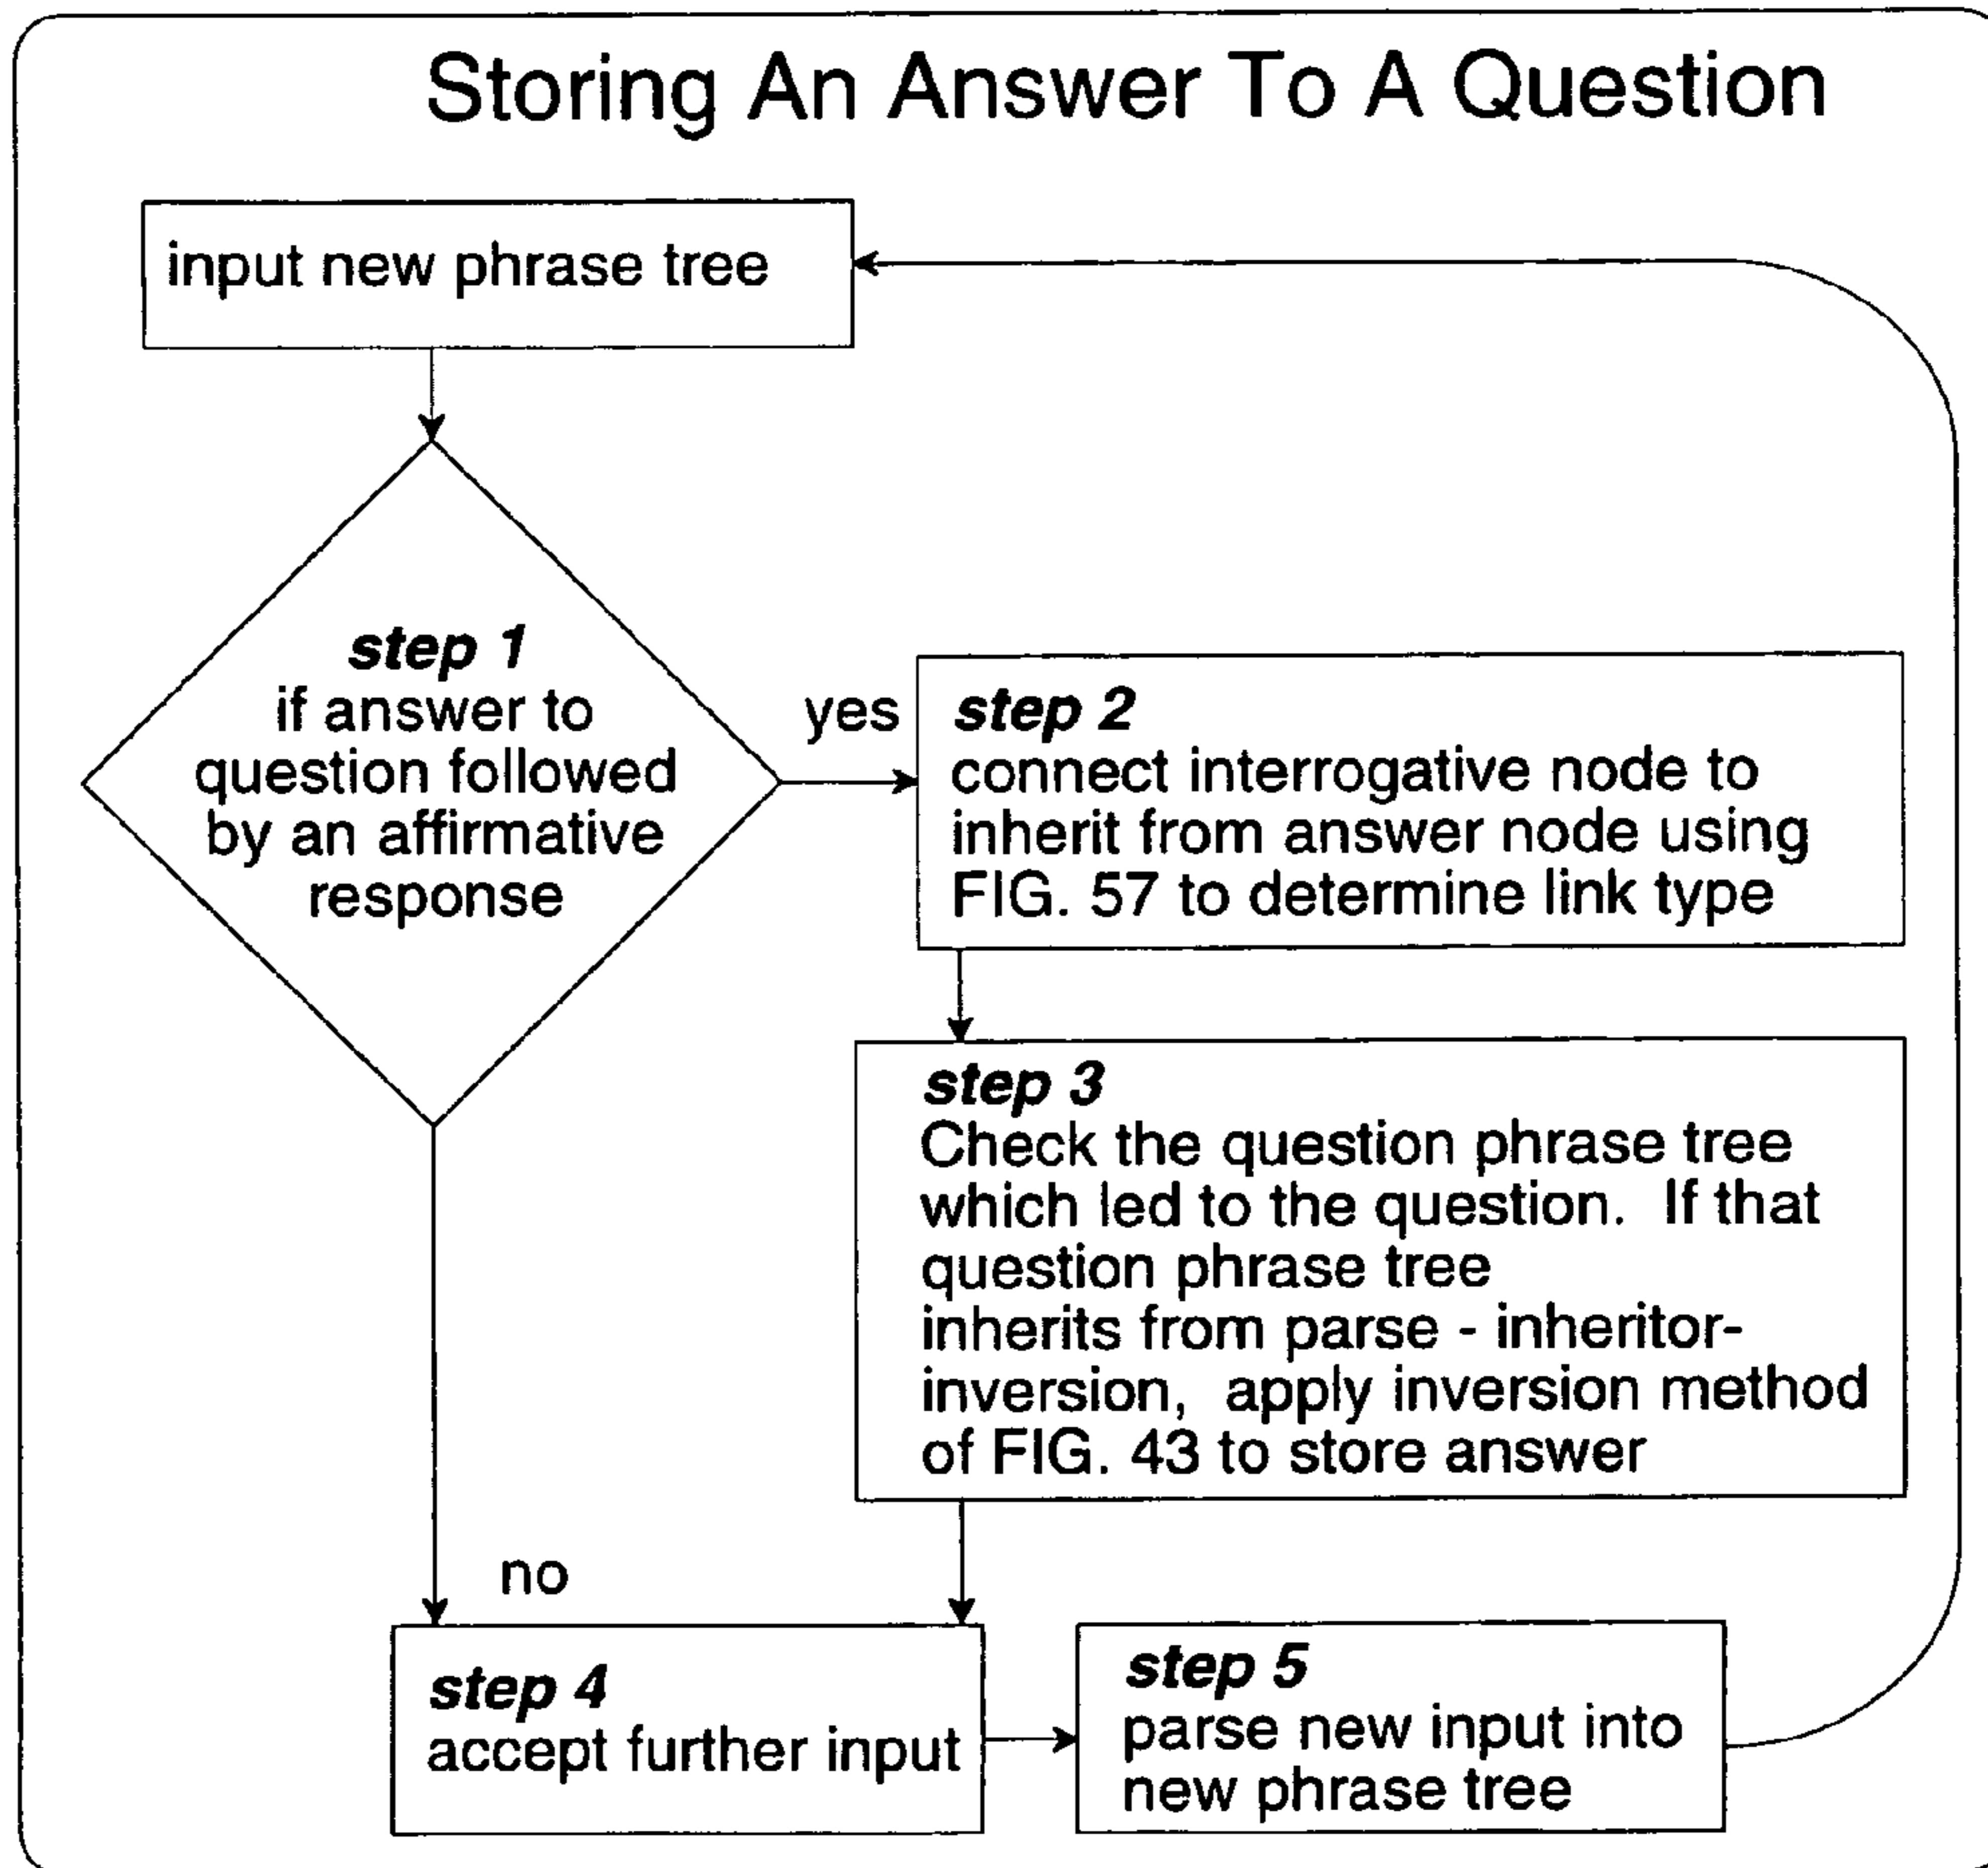 Storing An Answer To A Question
input new phrase tree
step 1
if answer to
question followed
by an affirmative
response
yes
step 2
connect interrogative node to
inherit from answer node using
FIG. 57 to determine link type
step 3
Check the question phrase tree
which led to the question.  If that
question phrase tree
inherits from parse - inheritor-
inversion,  apply inversion method
of FIG. 43 to store answer
no
step 4
accept further input
step 5
parse new input into
new phrase tree